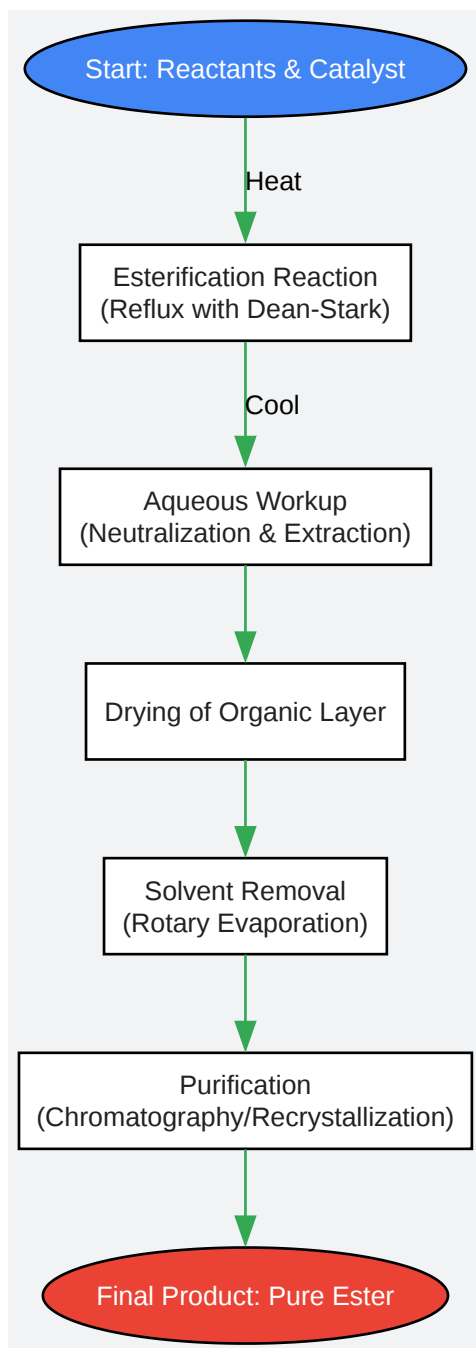 Start: Reactants & Catalyst
Heat
Esterification Reaction
(Reflux with Dean-Stark)
Cool
Aqueous Workup
(Neutralization & Extraction)
Drying of Organic Layer
Solvent Removal
(Rotary Evaporation)
Purification
(Chromatography/Recrystallization)
Final Product: Pure Ester